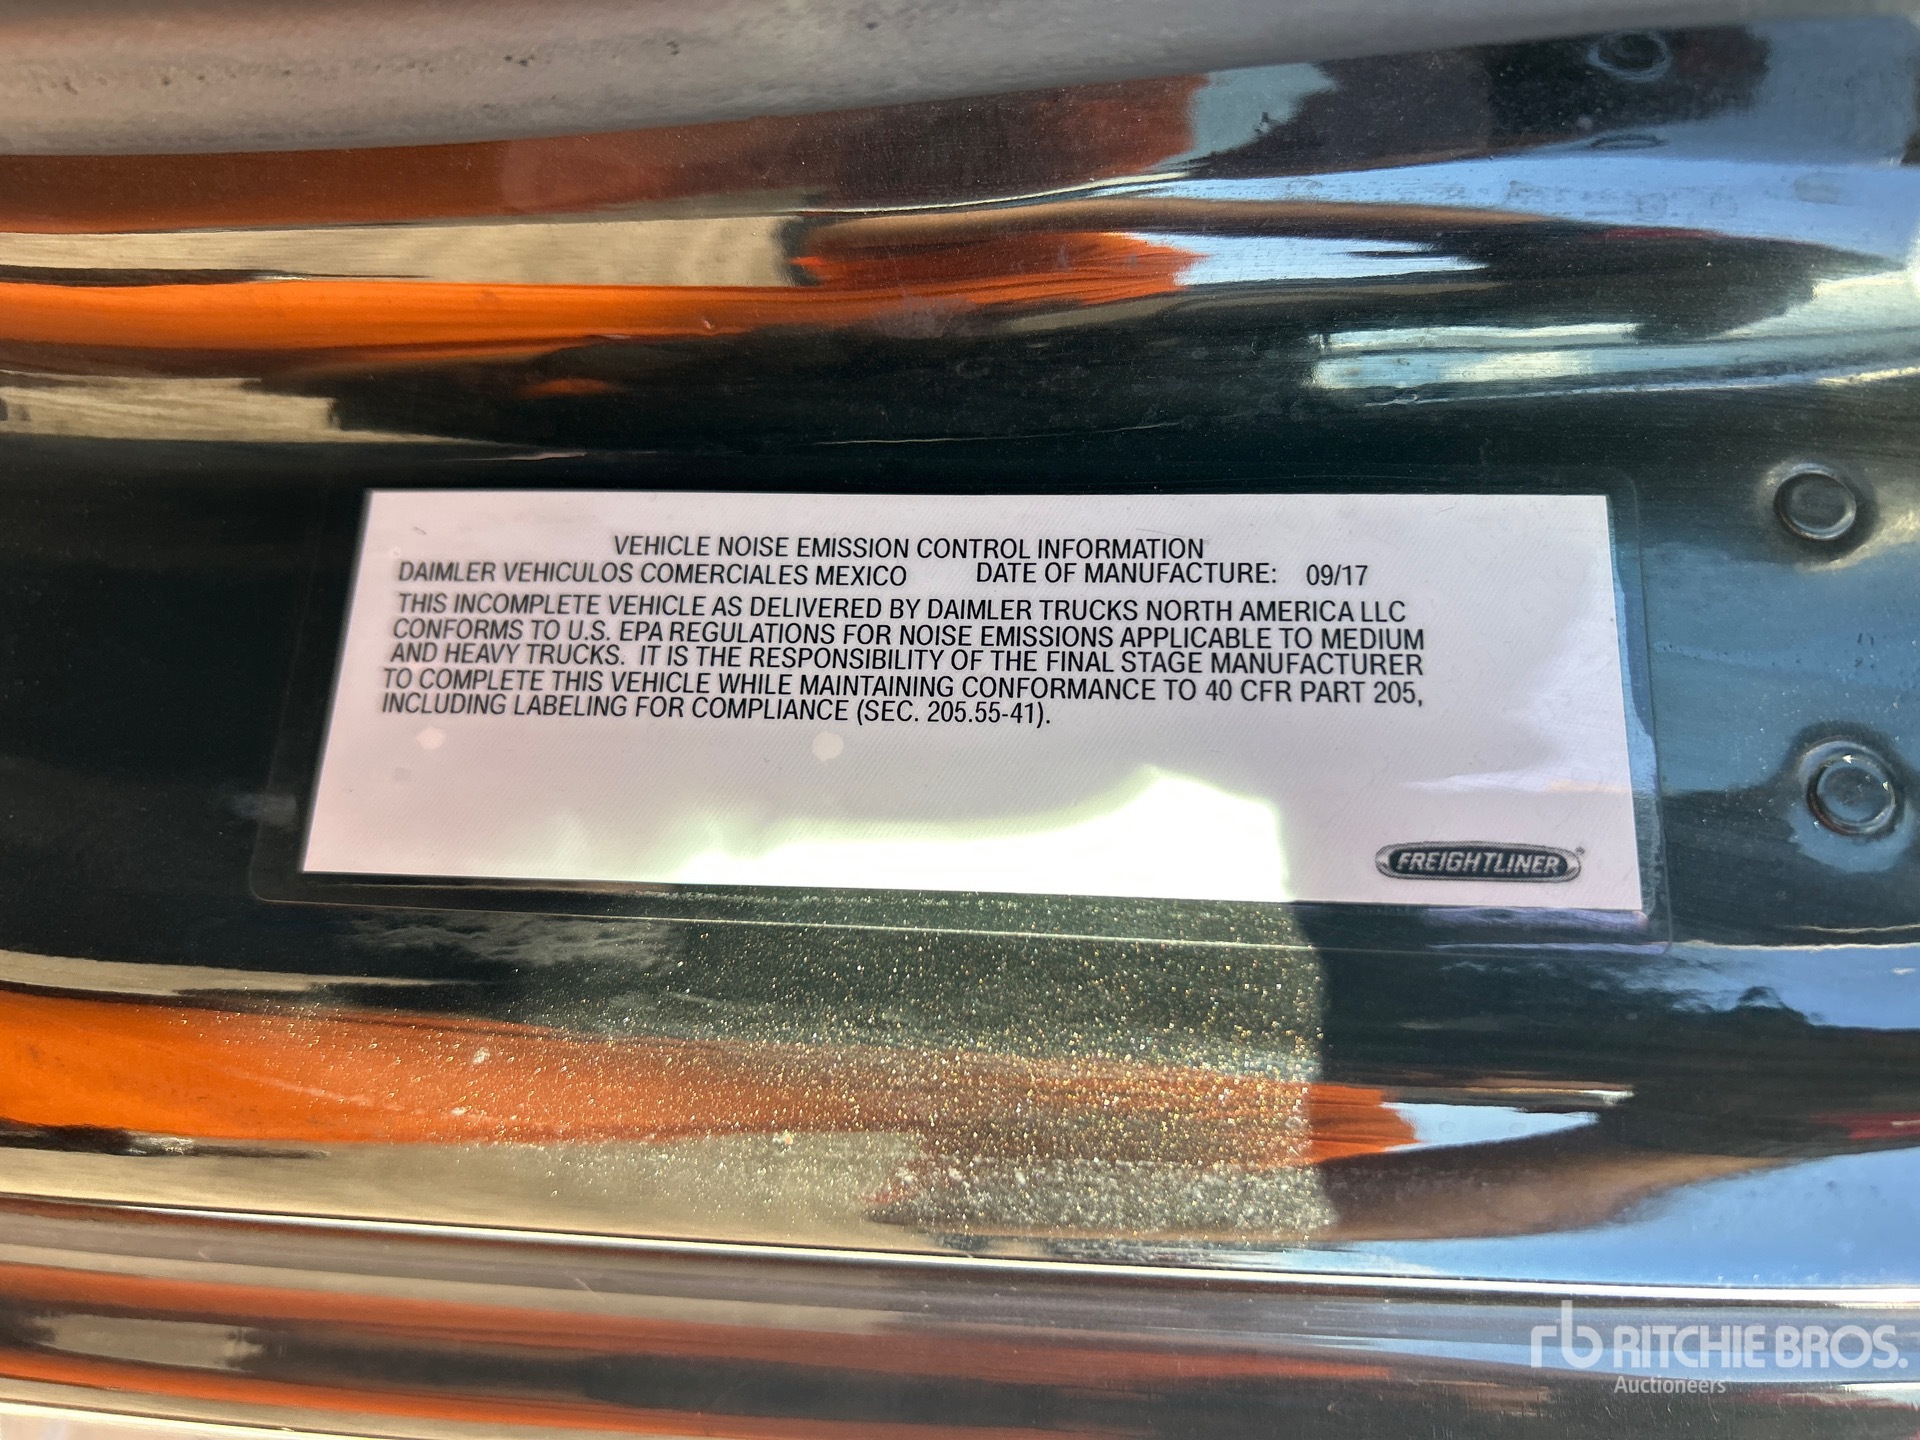 VEHICLE NOISE EMISSION CONTROL INFORMATION
DAIMLER VEHICULOS COMERCIALES MEXICO DATE OF MANUFACTURE: 09/17
THIS INCOMPLETE VEHICLE AS DELIVERED BY DAIMLER TRUCKS NORTH AMERICA LLC
CONFORMS TO U.S. EPA REGULATIONS FOR NOISE EMISSIONS APPLICABLE TO MEDIUM
AND HEAVY TRUCKS. IT IS THE RESPONSIBILITY OF THE FINAL STAGE MANUFACTURER
TO COMPLETE THIS VEHICLE WHILE MAINTAINING CONFORMANCE TO 40 CFR PART 205,
INCLUDING LABELING FOR COMPLIANCE (SEC. 205.55-41).
FREIGHTLINER
rb RITCHIE BROS.
Auctioneers